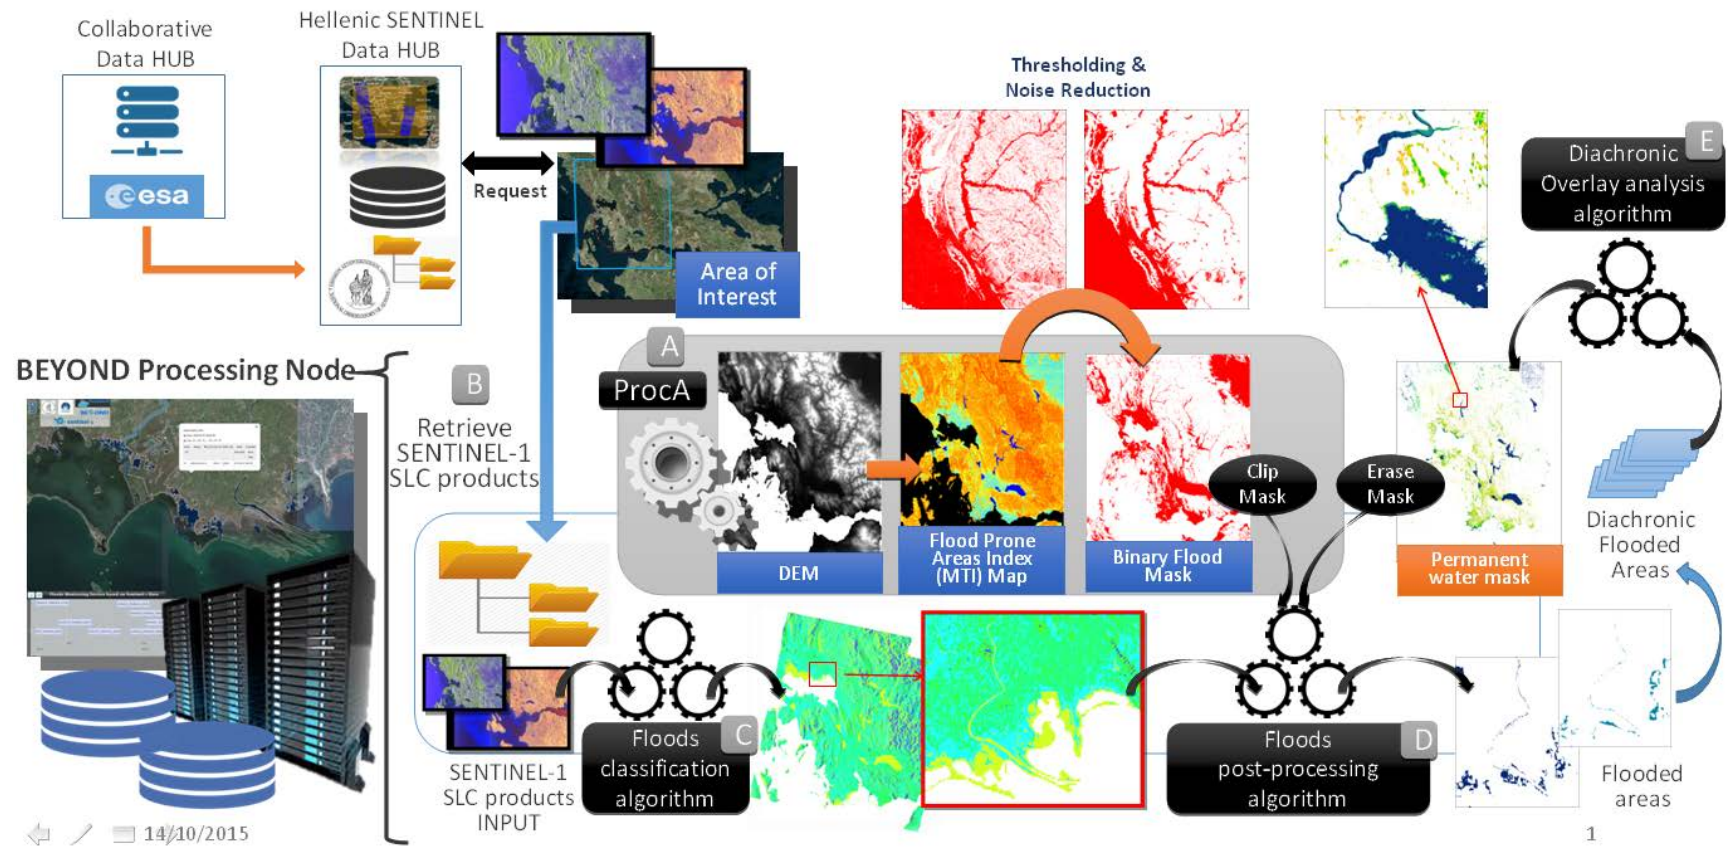 Collaborative
Data HUB
esa
Hellenic SENTINEL
Data HUB
Request
Area of
Interest
Thresholding &
Noise Reduction
E
Diachronic
Overlay analysis
algorithm
BEYOND Processing Node
B
Retrieve
SENTINEL-1
SLC products
A
ProcA
DEM
Flood Prone
Areas Index
(MTI) Map
Binary Flood
Mask
Clip
Mask
Erase
Mask
Permanent
water mask
Diachronic
Flooded
Areas
SENTINEL-1
SLC products
INPUT
C
Floods
classification
algorithm
D
Floods
post-processing
algorithm
Flooded
areas
14/10/2015
1